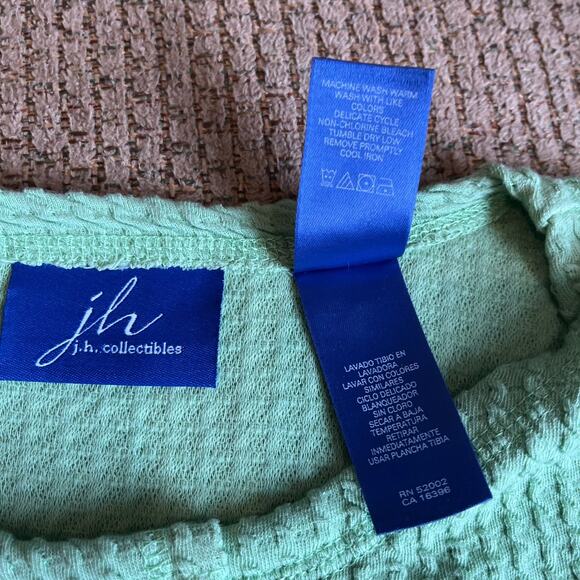 jh
j.h. collectibles
MACHINE WASH WARM
WASH WITH LIKE
COLORS
DELICATE CYCLE
NON-CHLORINE BLEACH
TUMBLE DRY LOW
REMOVE PROMPTLY
COOL IRON
LAVADO TIBIO EN
LAVADORA
LAVAR CON COLORES
SIMILARES
CICLO DELICADO
BLANQUEADOR
SIN CLORO
SECAR A BAJA
TEMPERATURA
RETIRAR
INMEDIATAMENTE
USAR PLANCHA TIBIA
RN 52002
CA 16396